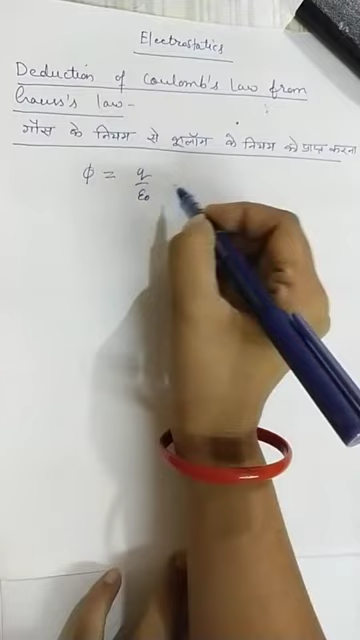 Electrostatics
Deduction of Coulomb's Law from
Gauss's law-
गौस के नियम से कूलॉम के नियम को प्राप्त करना
ϕ = q/ε₀